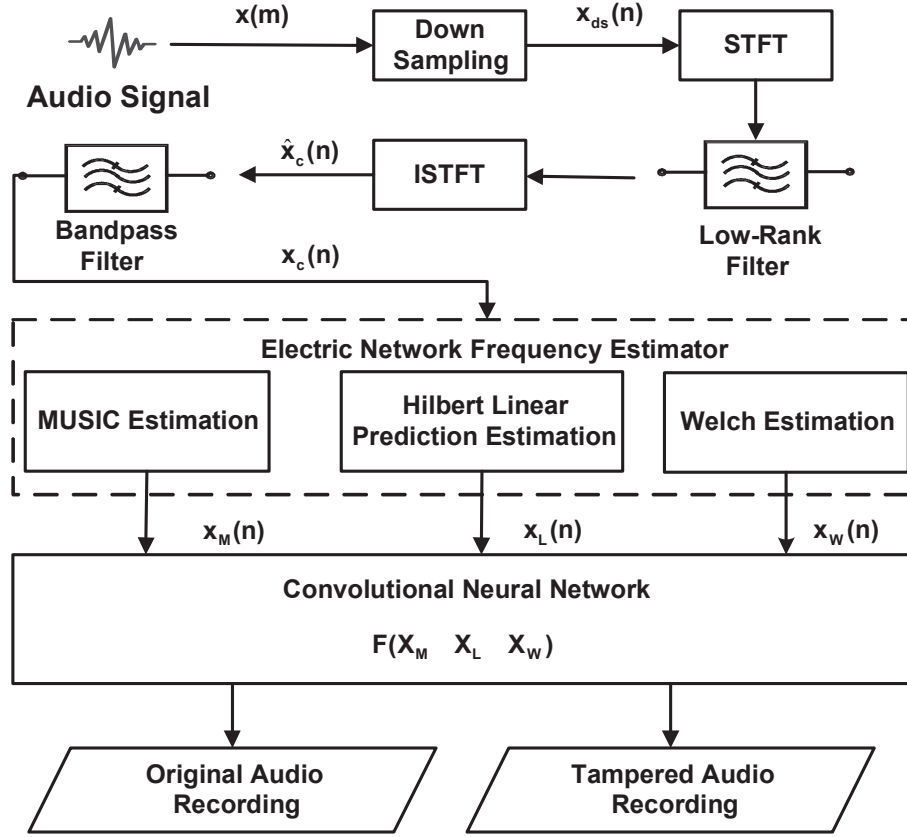 x(m)
x_ds(n)
Down
Sampling
STFT
Audio Signal
x̂_c(n)
ISTFT
Bandpass
Filter
Low-Rank
Filter
x_c(n)
Electric Network Frequency Estimator
MUSIC Estimation
Hilbert Linear
Prediction Estimation
Welch Estimation
x_M(n)
x_L(n)
x_W(n)
Convolutional Neural Network
F(X_M X_L X_W)
Original Audio
Recording
Tampered Audio
Recording